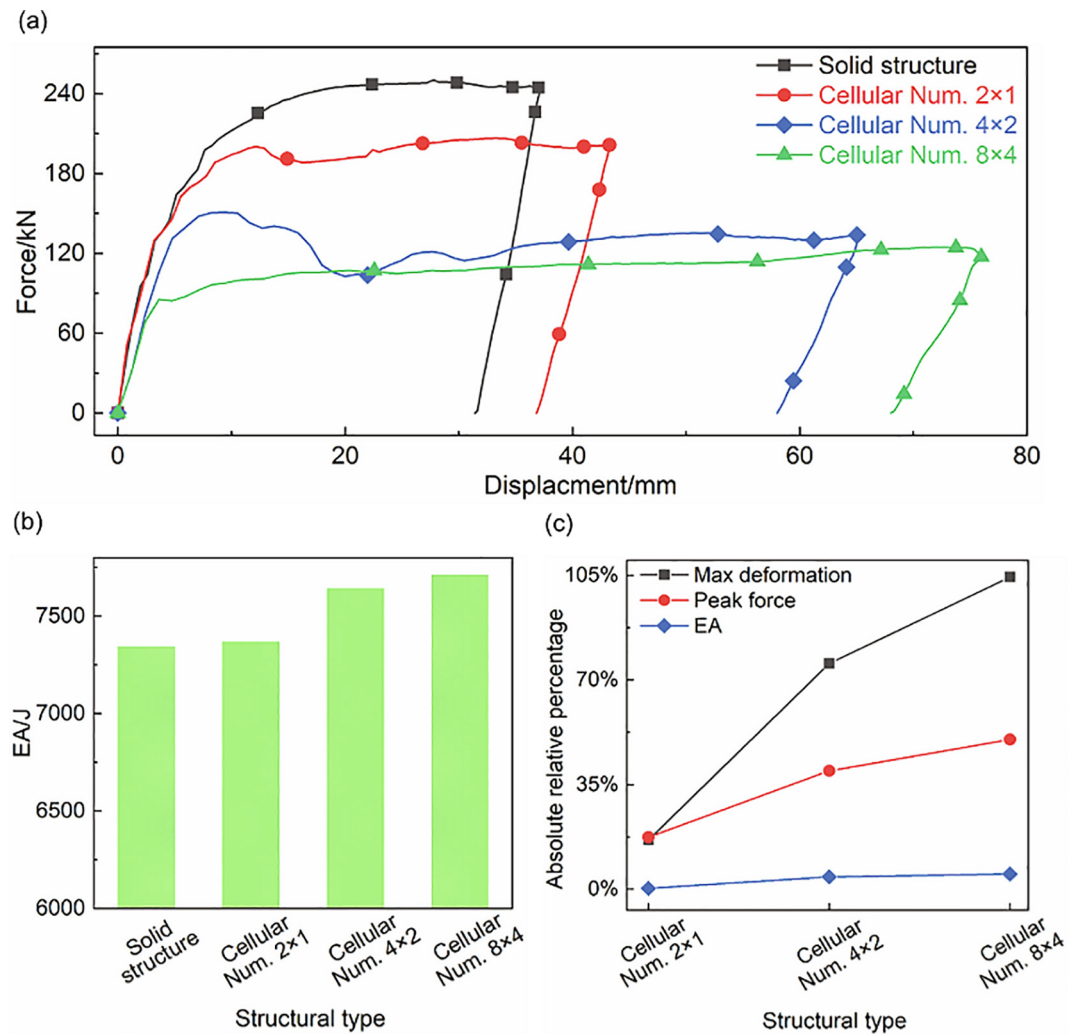 (a)
240
180
120
60
0
Force/kN
Solid structure
Cellular Num. 2×1
Cellular Num. 4×2
Cellular Num. 8×4
0
20
40
60
80
Displacment/mm
(b)
7500
7000
6500
6000
EA/J
Solid
structure
Cellular
Num. 2×1
Cellular
Num. 4×2
Cellular
Num. 8×4
Structural type
(c)
Max deformation
Peak force
EA
105%
70%
35%
0%
Absolute relative percentage
Cellular
Num. 2×1
Cellular
Num. 4×2
Cellular
Num. 8×4
Structural type